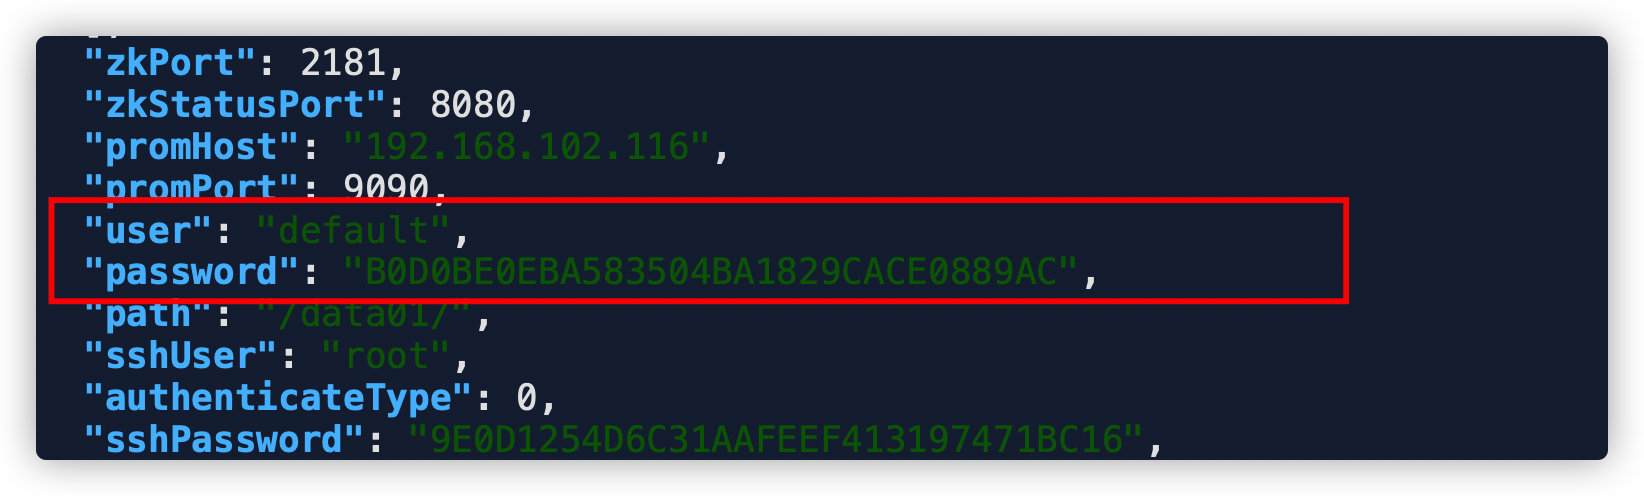 "zkPort": 2181,
"zkStatusPort": 8080,
"promHost": "192.168.102.116",
"promPort": 9090,
"user": "default",
"password": "B0D0BE0EBA583504BA1829CACE0889AC",
"path": "/data01/",
"sshUser": "root",
"authenticateType": 0,
"sshPassword": "9E0D1254D6C31AAFEEF413197471BC16",